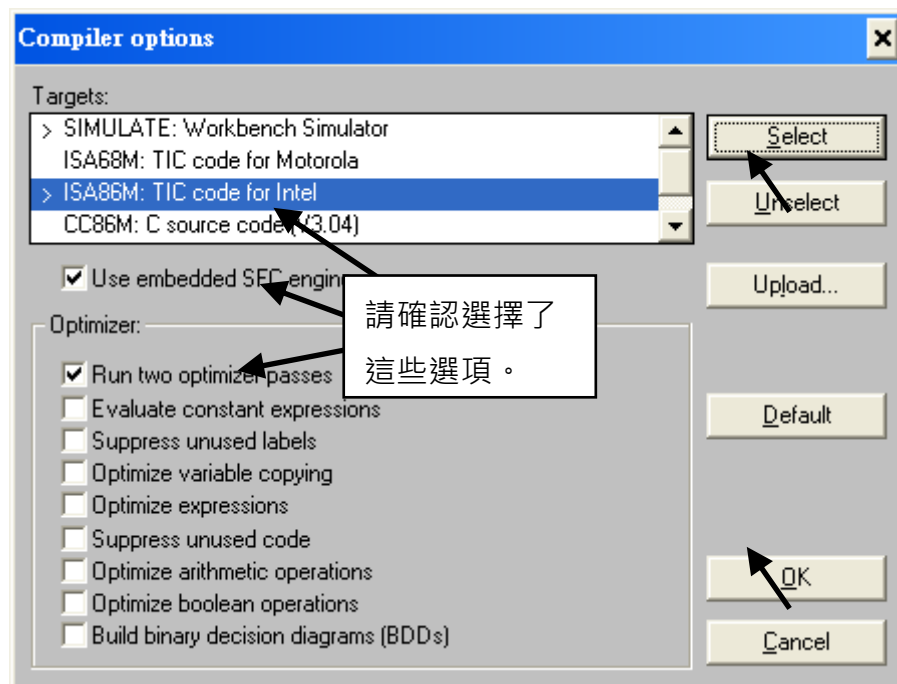 Compiler options
Targets:
> SIMULATE: Workbench Simulator
ISA68M: TIC code for Motorola
> ISA86M: TIC code for Intel
CC86M: C source code (V3.04)
Select
Unselect
Upload...
Use embedded SFC engine
請確認選擇了
這些選項。
Optimizer:
Run two optimizer passes
Evaluate constant expressions
Suppress unused labels
Optimize variable copying
Optimize expressions
Suppress unused code
Optimize arithmetic operations
Optimize boolean operations
Build binary decision diagrams (BDDs)
Default
OK
Cancel